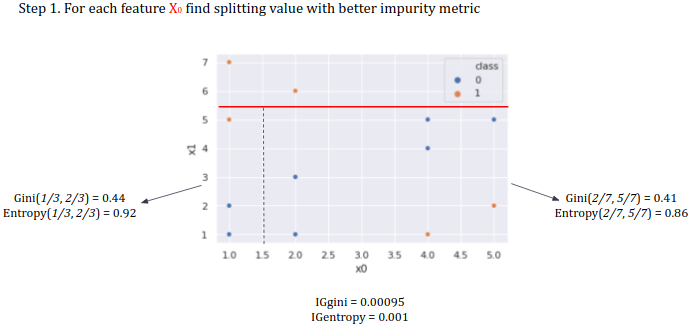 Step 1. For each feature X₀ find splitting value with better impurity metric
class
0
1
7
6
5
4
3
2
1
x1
1.0 1.5 2.0 2.5 3.0 3.5 4.0 4.5 5.0
x0
Gini(1/3, 2/3) = 0.44
Entropy(1/3, 2/3) = 0.92
Gini(2/7, 5/7) = 0.41
Entropy(2/7, 5/7) = 0.86
IGgini = 0.00095
IGentropy = 0.001